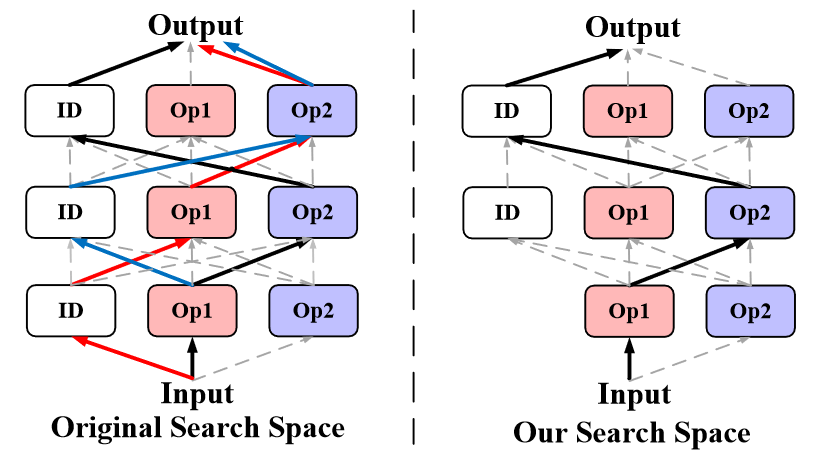 Output
ID Op1 Op2
ID Op1 Op2
ID Op1 Op2
Input
Original Search Space
Output
ID Op1 Op2
ID Op1 Op2
Op1 Op2
Input
Our Search Space